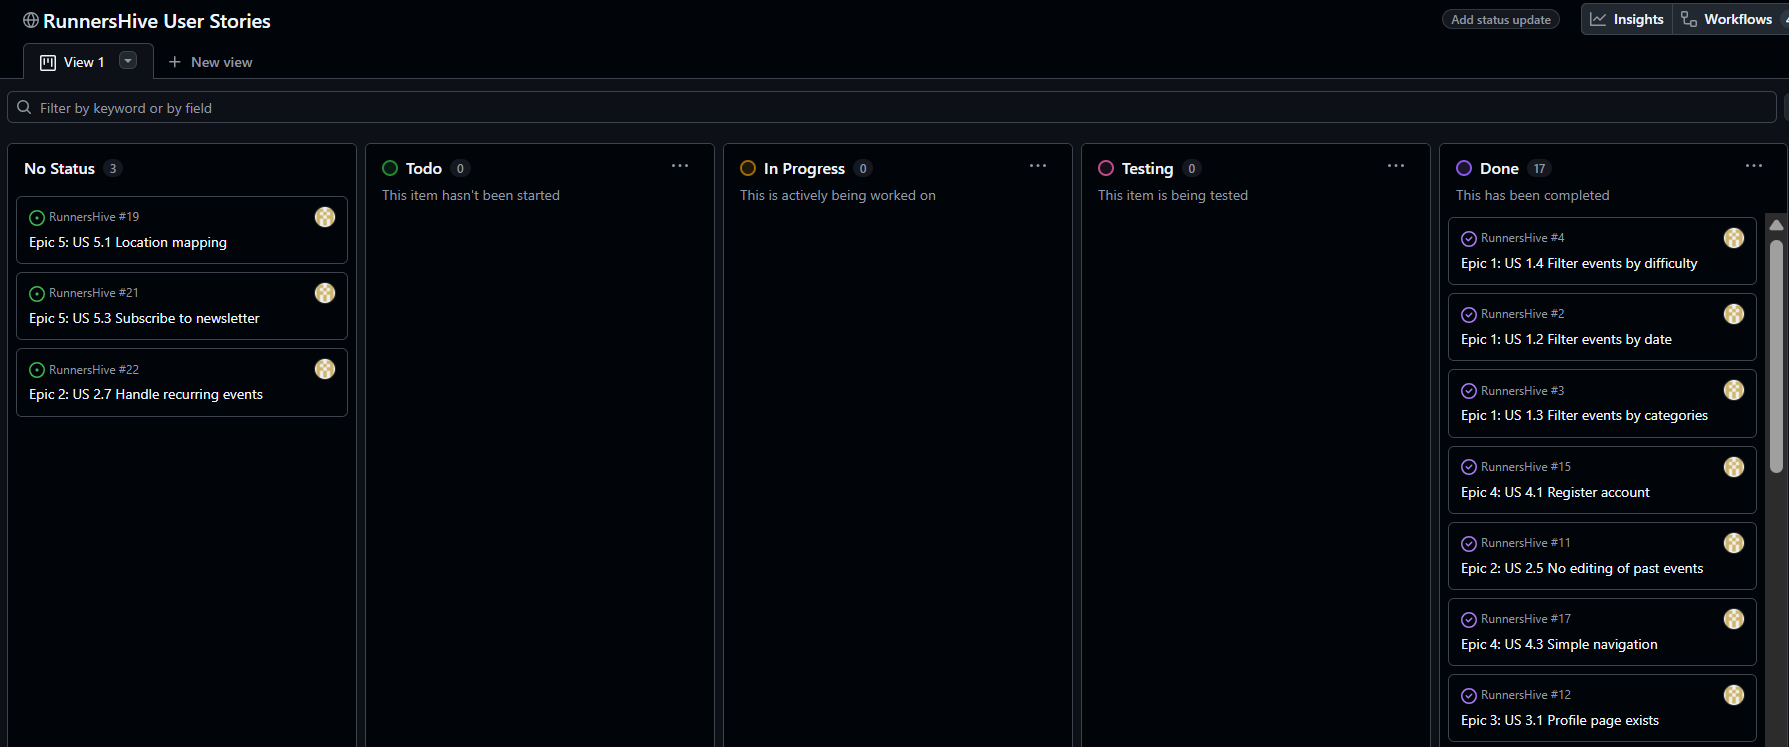 RunnersHive User Stories
Add status update
Insights
Workflows
View 1
New view
Filter by keyword or by field
No Status 3
RunnersHive #19
Epic 5: US 5.1 Location mapping
RunnersHive #21
Epic 5: US 5.3 Subscribe to newsletter
RunnersHive #22
Epic 2: US 2.7 Handle recurring events
Todo 0
This item hasn't been started
In Progress 0
This is actively being worked on
Testing 0
This item is being tested
Done 17
This has been completed
RunnersHive #4
Epic 1: US 1.4 Filter events by difficulty
RunnersHive #2
Epic 1: US 1.2 Filter events by date
RunnersHive #3
Epic 1: US 1.3 Filter events by categories
RunnersHive #15
Epic 4: US 4.1 Register account
RunnersHive #11
Epic 2: US 2.5 No editing of past events
RunnersHive #17
Epic 4: US 4.3 Simple navigation
RunnersHive #12
Epic 3: US 3.1 Profile page exists